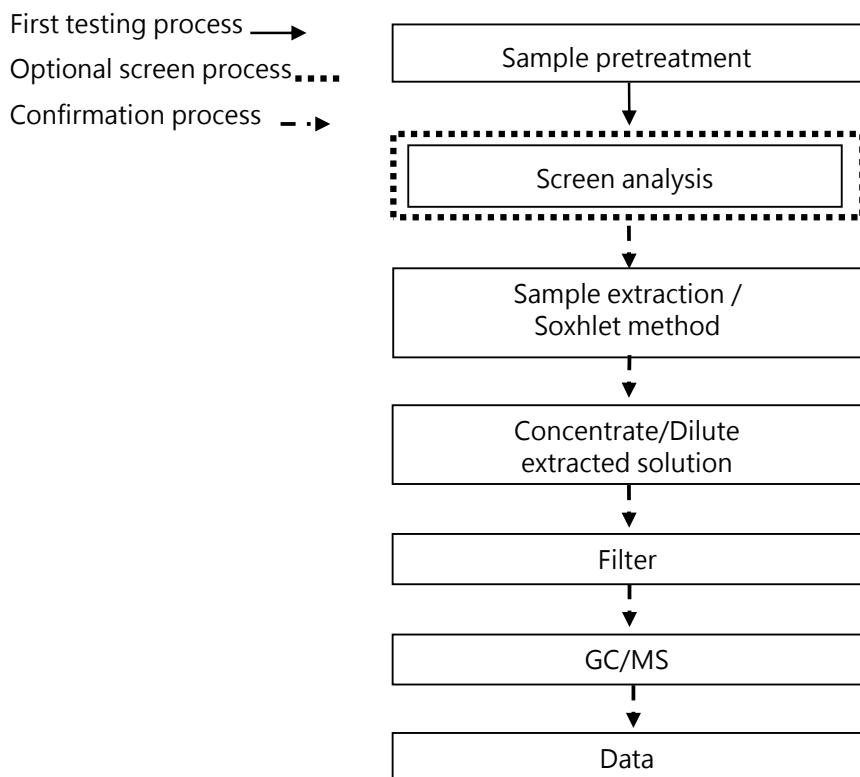 First testing process
Optional screen process
Confirmation process
Sample pretreatment
Screen analysis
Sample extraction /
Soxhlet method
Concentrate/Dilute
extracted solution
Filter
GC/MS
Data